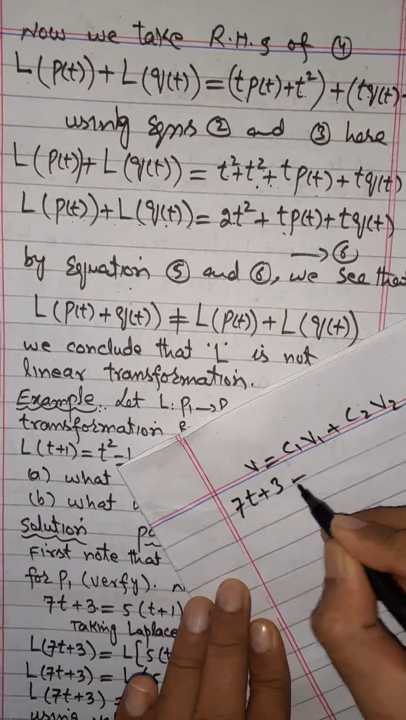 Now we take R.H.S of ④
L(p(t)) + L(q(t)) = (tp(t)+t²) + (tq(t)+
using Eqns ② and ③ here
L(p(t)) + L(q(t)) = t²+t²+tp(t)+tq(t)
L(p(t)) + L(q(t)) = 2t²+tp(t)+tq(t)
→⑥
by Equation ⑤ and ⑥, we see that
L(p(t)+q(t)) ≠ L(p(t)) + L(q(t))
we conclude that 'L' is not
linear transformation.
Example. Let L: P₁→P
transformation
L(t+1) = t²-1
(a) what
(b) what
Solution
First note that
for P₁ (verify).
7t+3 = 5(t+1)
Taking Laplace
L(7t+3) = L[5(t
L(7t+3) =
L(7t+3) =
using
v = c₁v₁ + c₂v₂
7t+3 =